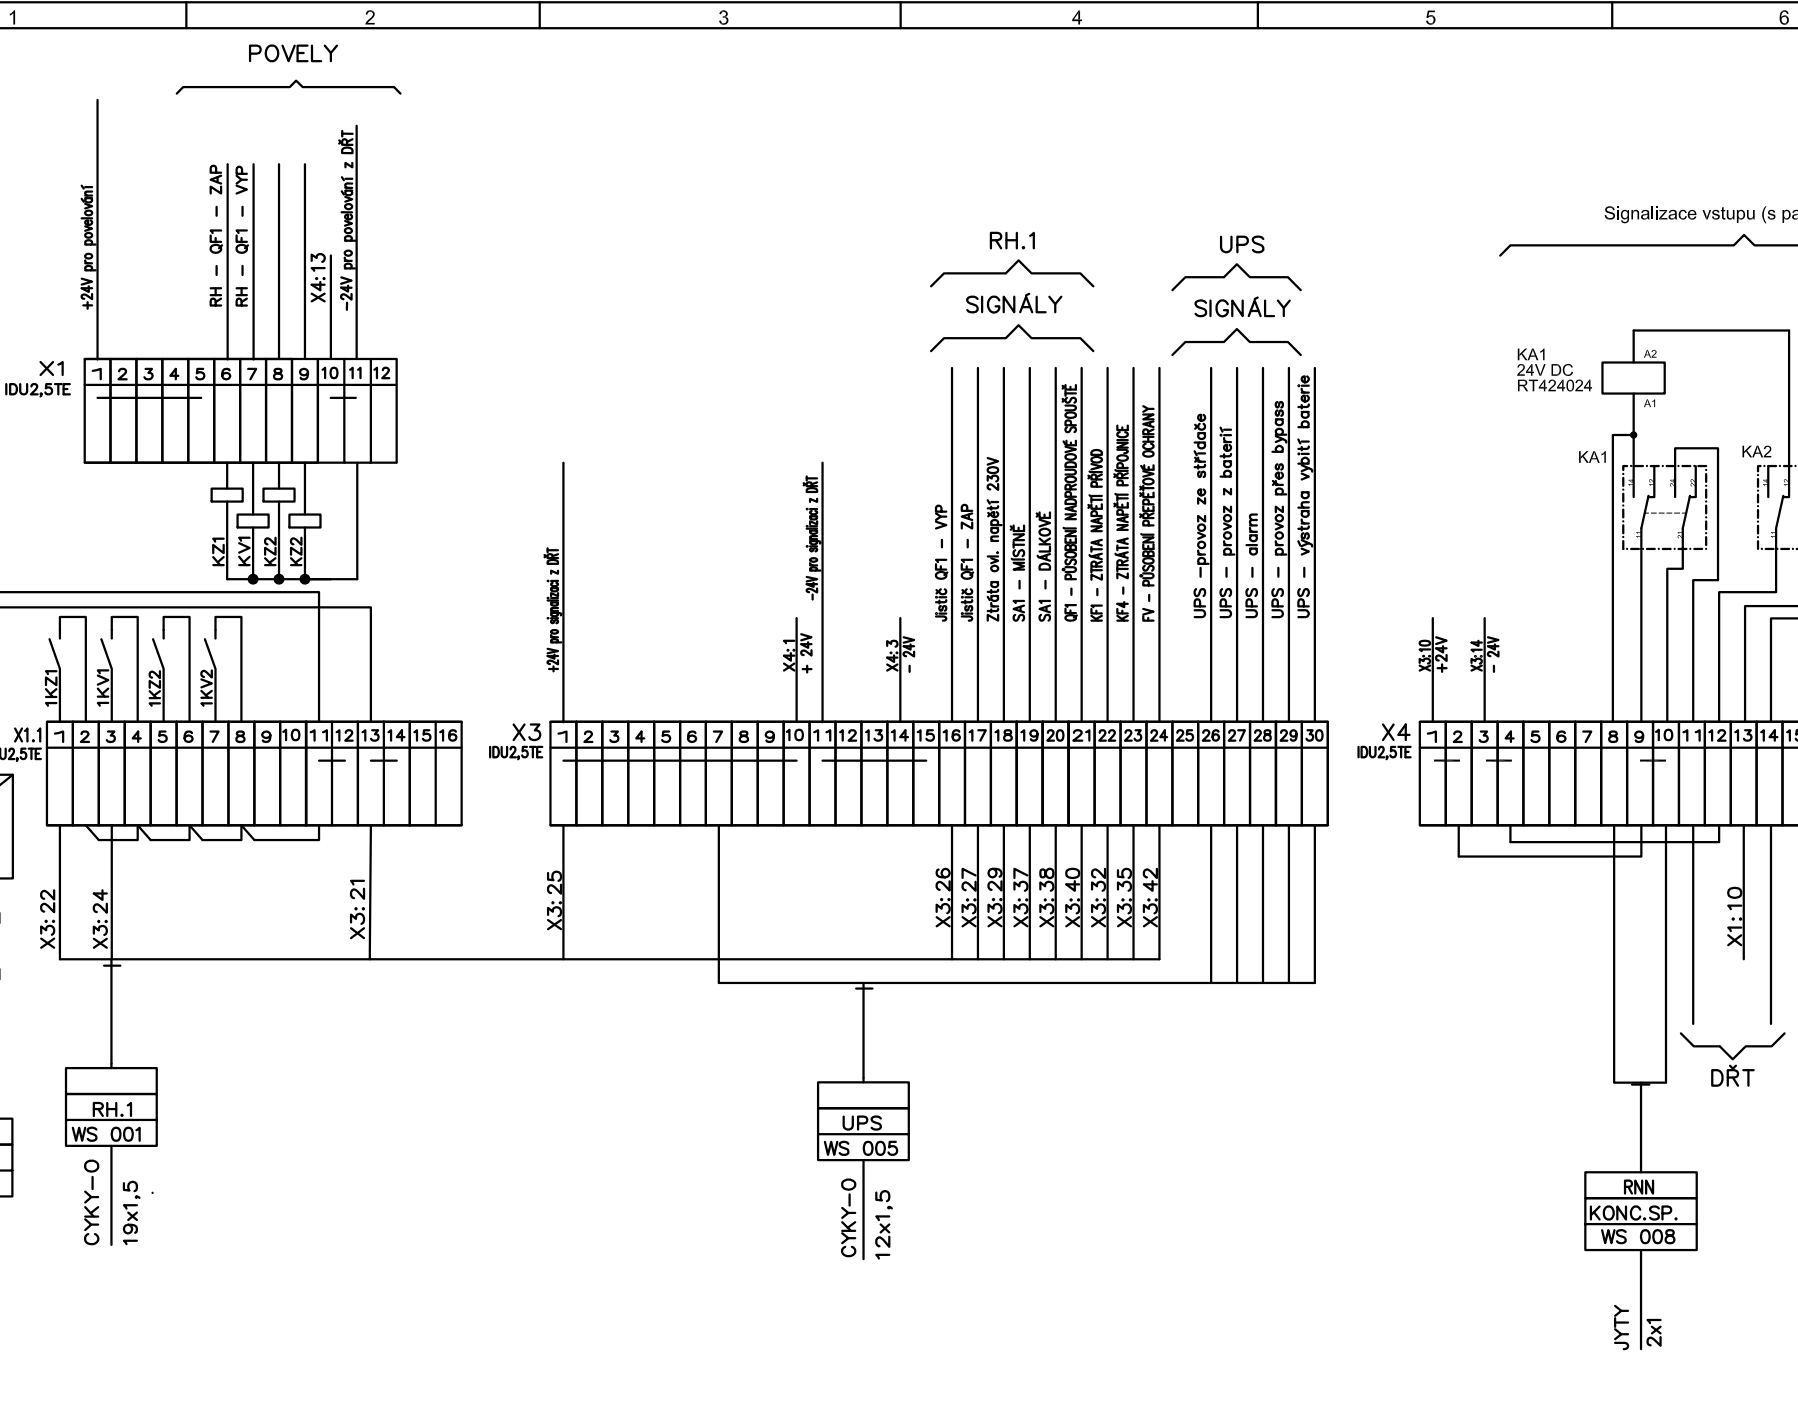 1 2 3 4 5 6
POVELY
+24V pro povelování
RH - QF1 - ZAP
RH - QF1 - VYP
X4:13
-24V pro povelování z DŘT
X1
IDU2,5TE
1 2 3 4 5 6 7 8 9 10 11 12
KZ1
KV1
KZ2
KZ2
1KZ1
1KV1
1KZ2
1KV2
X1.1
U2,5TE
1 2 3 4 5 6 7 8 9 10 11 12 13 14 15 16
X3:22
X3:24
X3:21
RH.1
WS 001
CYKY-O
19x1,5
RH.1
SIGNÁLY
UPS
SIGNÁLY
+24V pro signalizaci z DŘT
X4:1
+ 24V
-24V pro signalizaci z DŘT
X4:3
- 24V
Jistič QF1 - VYP
Jistič QF1 - ZAP
Ztráta ovl. napětí 230V
SA1 - MÍSTNĚ
SA1 - DÁLKOVĚ
QF1 - PŮSOBENÍ NADPROUDOVÉ SPOUŠTĚ
KF1 - ZTRÁTA NAPĚTÍ PŘÍVOD
KF4 - ZTRÁTA NAPĚTÍ PŘÍPOJNICE
FV - PŮSOBENÍ PŘEPĚŤOVÉ OCHRANY
UPS -provoz ze střídače
UPS - provoz z baterií
UPS - alarm
UPS - provoz přes bypass
UPS - výstraha vybití baterie
X3
IDU2,5TE
1 2 3 4 5 6 7 8 9 10 11 12 13 14 15 16 17 18 19 20 21 22 23 24 25 26 27 28 29 30
X3:25
X3:26
X3:27
X3:29
X3:37
X3:38
X3:40
X3:32
X3:35
X3:42
UPS
WS 005
CYKY-O
12x1,5
Signalizace vstupu (s pa
KA1
24V DC
RT424024
A2
A1
KA1
14 12 24 22
11 21
KA2
14 12
11
X3:10
+24V
X3:14
- 24V
X4
IDU2,5TE
1 2 3 4 5 6 7 8 9 10 11 12 13 14 15
X1:10
DŘT
RNN
KONC.SP.
WS 008
JYTY
2x1